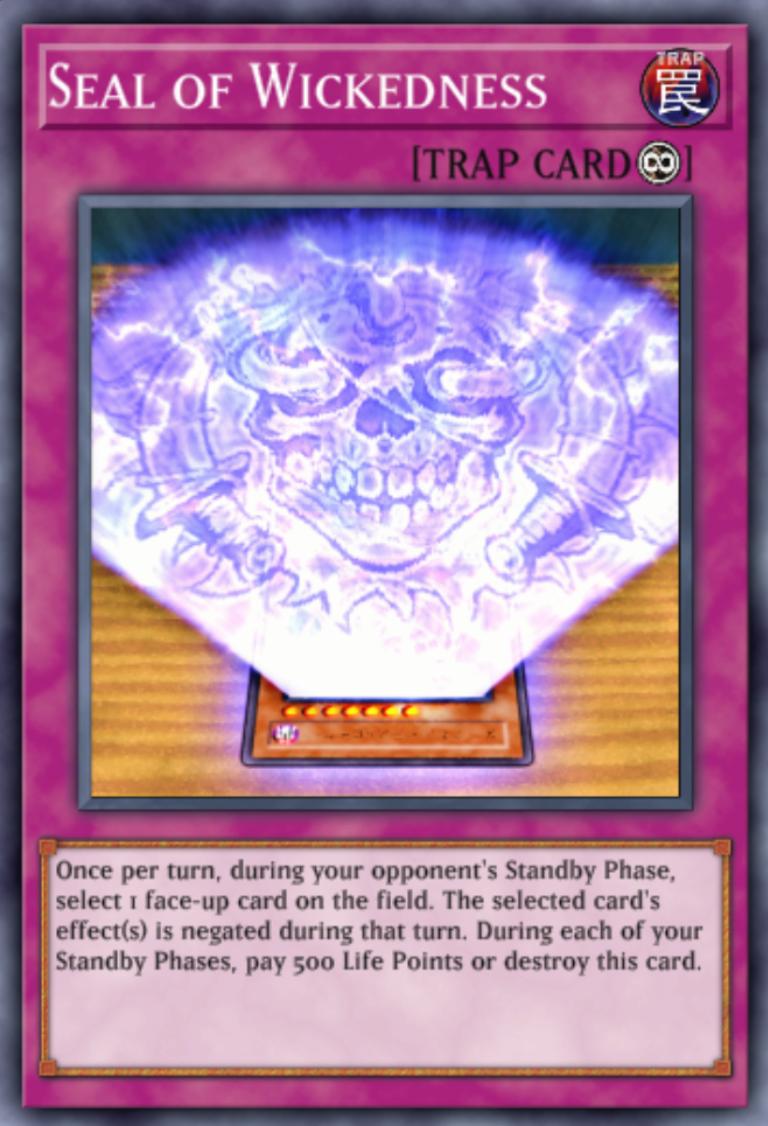 SEAL OF WICKEDNESS
TRAP
罠
[TRAP CARD]
Once per turn, during your opponent's Standby Phase,
select 1 face-up card on the field. The selected card's
effect(s) is negated during that turn. During each of your
Standby Phases, pay 500 Life Points or destroy this card.